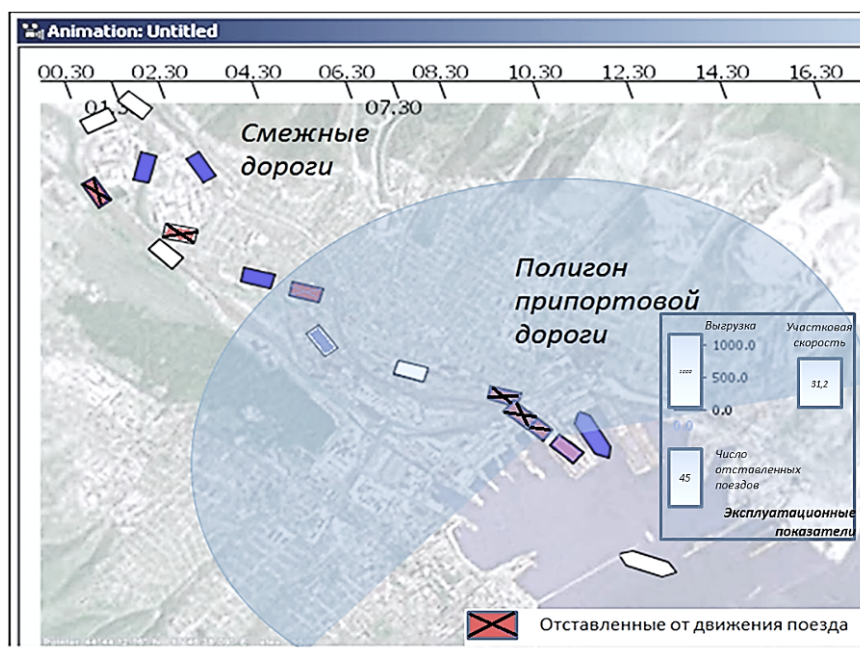 Animation: Untitled
00.30 02.30 04.30 06.30 08.30 10.30 12.30 14.30 16.30
07.30
Смежные
дороги
Полигон
припортовой
дороги
Выгрузка
Участковая
скорость
1000.0
500.0
0.0
0.0
31,2
45
Число
отставленных
поездов
Эксплуатационные
показатели
Отставленные от движения поезда